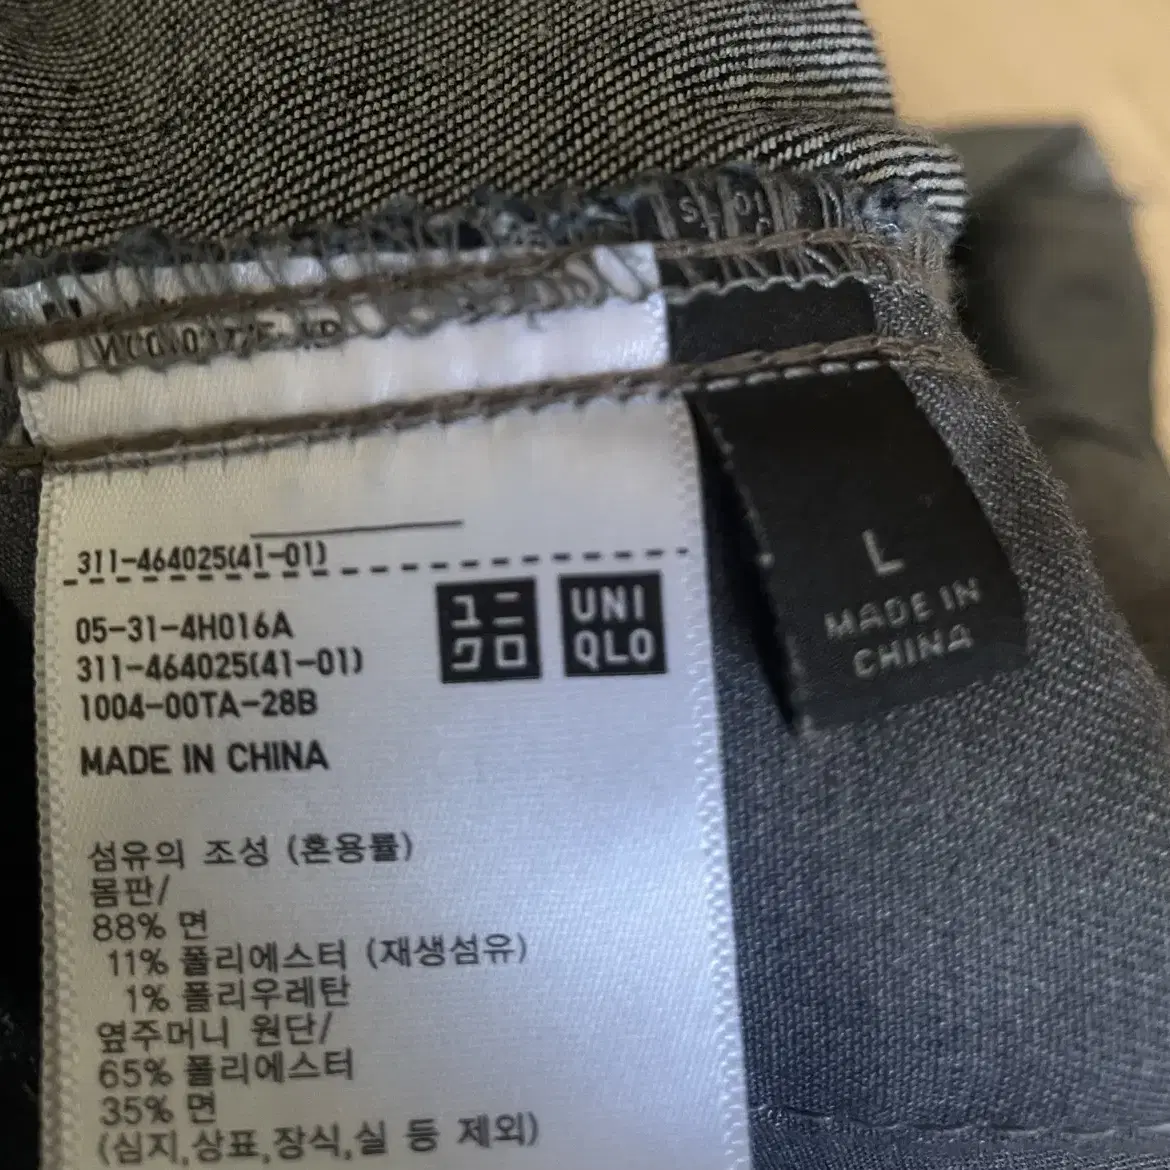 311-464025(41-01)
05-31-4H016A
311-464025(41-01)
1004-00TA-28B
MADE IN CHINA
ユニ
クロ
UNI
QLO
섬유의 조성 (혼용률)
몸판/
88% 면
11% 폴리에스터 (재생섬유)
1% 폴리우레탄
옆주머니 원단/
65% 폴리에스터
35% 면
(심지,상표,장식,실 등 제외)
L
MADE IN
CHINA